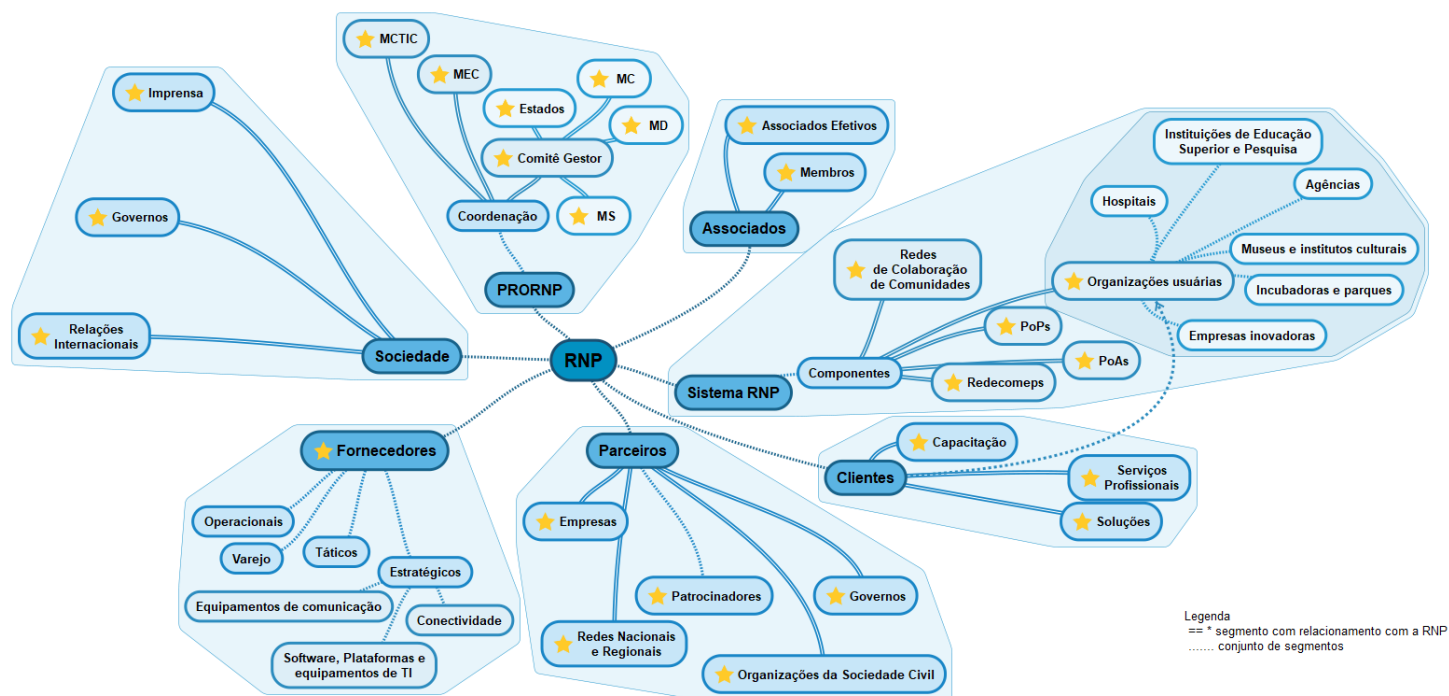 MCTIC
MEC
MC
Estados
MD
Comitê Gestor
MS
Coordenação
PRORNP
Imprensa
Governos
Relações
Internacionais
Sociedade
Associados Efetivos
Membros
Associados
Instituições de Educação
Superior e Pesquisa
Agências
Hospitais
Museus e institutos culturais
Organizações usuárias
Incubadoras e parques
Empresas inovadoras
Redes
de Colaboração
de Comunidades
PoPs
PoAs
Redecomeps
Componentes
Sistema RNP
RNP
Fornecedores
Operacionais
Varejo
Táticos
Estratégicos
Equipamentos de comunicação
Conectividade
Software, Plataformas e
equipamentos de TI
Parceiros
Empresas
Patrocinadores
Governos
Redes Nacionais
e Regionais
Organizações da Sociedade Civil
Clientes
Capacitação
Serviços
Profissionais
Soluções
Legenda
== * segmento com relacionamento com a RNP
....... conjunto de segmentos